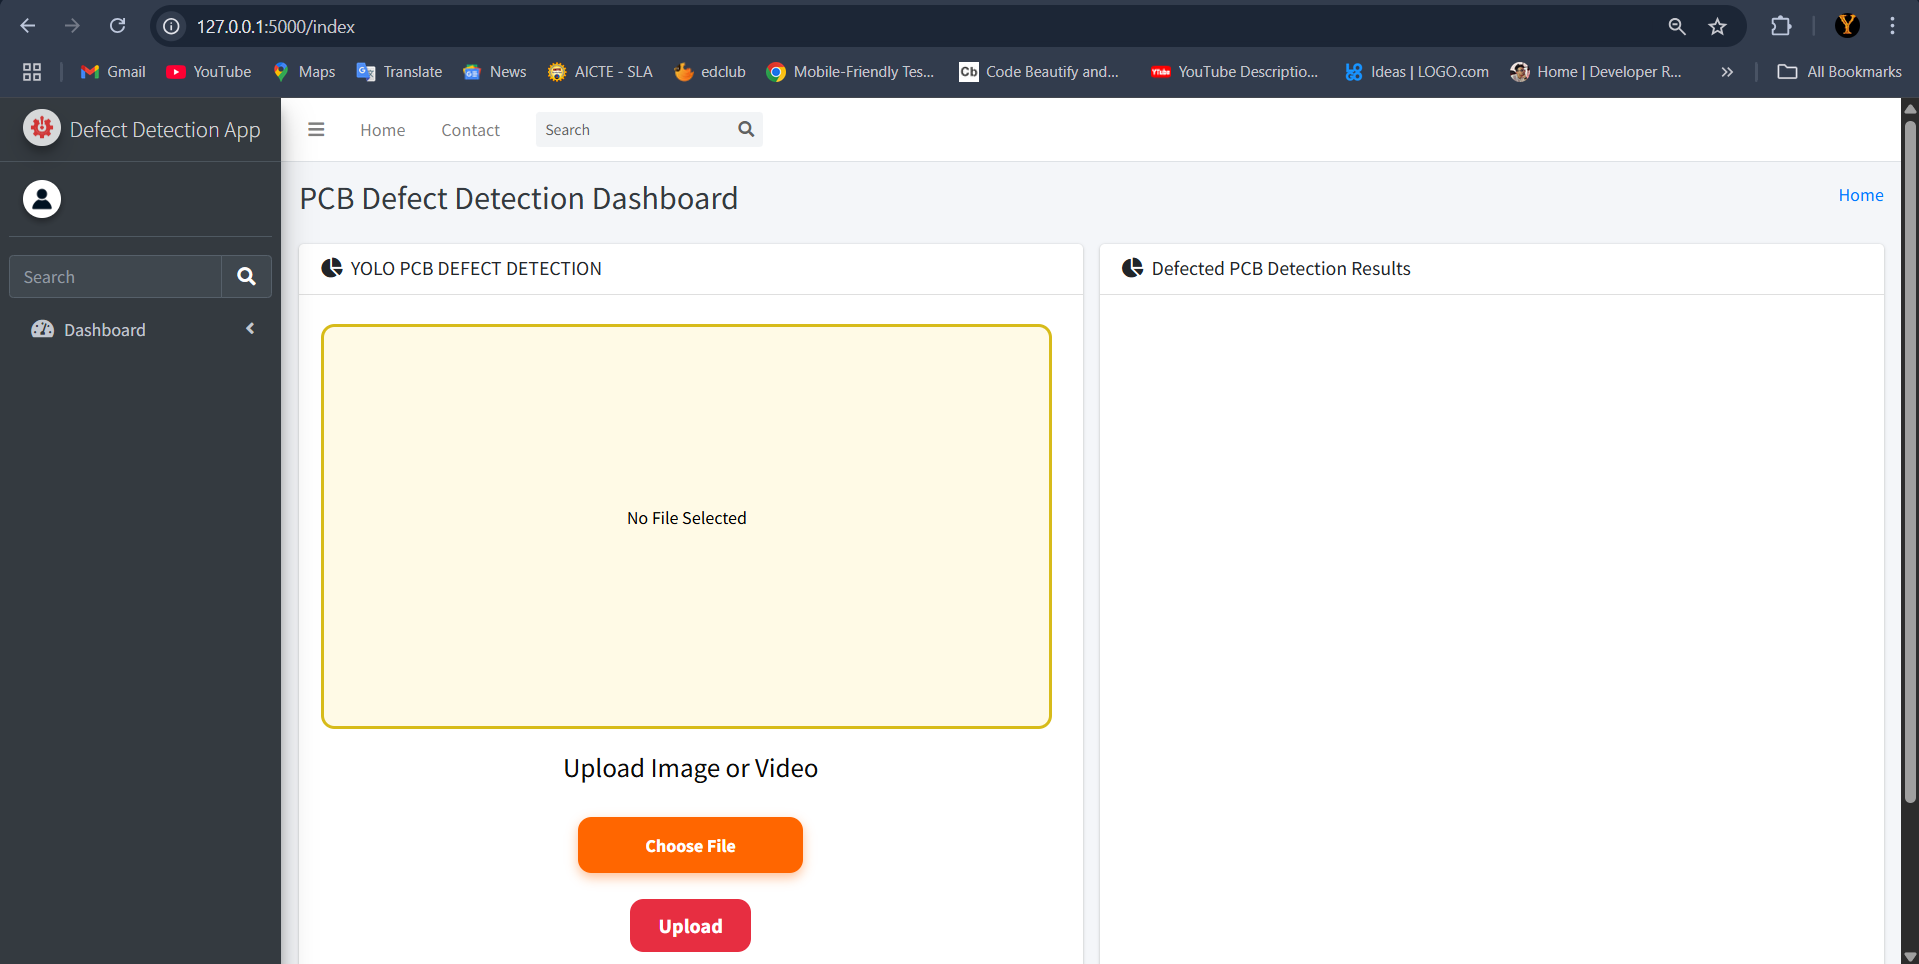 127.0.0.1:5000/index
Gmail YouTube Maps Translate News AICTE - SLA edclub Mobile-Friendly Tes... Cb Code Beautify and... YTube YouTube Descriptio... Ideas | LOGO.com Home | Developer R... All Bookmarks
Defect Detection App
Home Contact Search
PCB Defect Detection Dashboard
Home
Search
Dashboard
YOLO PCB DEFECT DETECTION
No File Selected
Upload Image or Video
Choose File
Upload
Defected PCB Detection Results